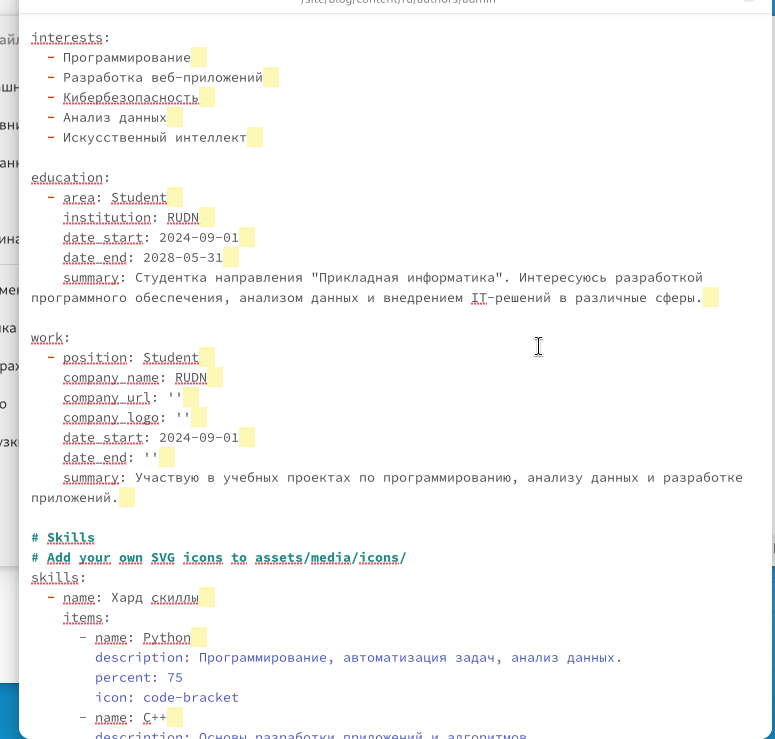 /site/blog/content/ru/authors/admin
interests:
- Программирование
- Разработка веб-приложений
- Кибербезопасность
- Анализ данных
- Искусственный интеллект
education:
- area: Student
institution: RUDN
date_start: 2024-09-01
date_end: 2028-05-31
summary: Студентка направления "Прикладная информатика". Интересуюсь разработкой
программного обеспечения, анализом данных и внедрением IT-решений в различные сферы.
work:
- position: Student
company_name: RUDN
company_url: ''
company_logo: ''
date_start: 2024-09-01
date_end: ''
summary: Участвую в учебных проектах по программированию, анализу данных и разработке
приложений.
# Skills
# Add your own SVG icons to assets/media/icons/
skills:
- name: Хард скиллы
items:
- name: Python
description: Программирование, автоматизация задач, анализ данных.
percent: 75
icon: code-bracket
- name: C++
description: Основы разработки приложений и алгоритмов.